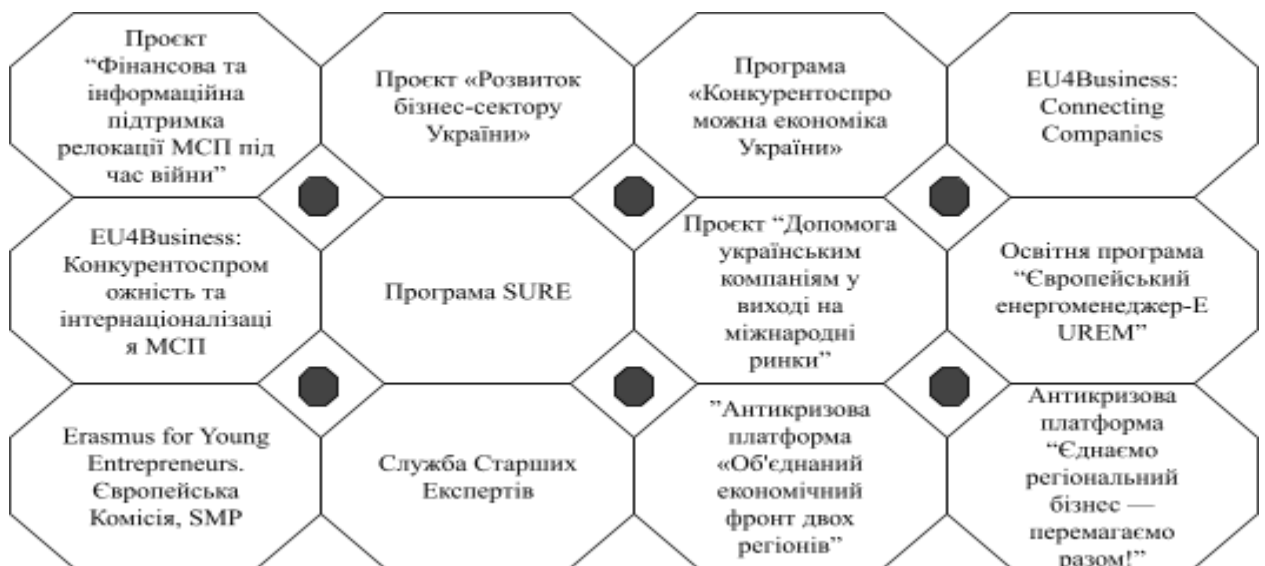 Проєкт
“Фінансова та
інформаційна
підтримка
релокації МСП під
час війни”
Проєкт «Розвиток
бізнес-сектору
України»
Програма
«Конкурентоспро
можна економіка
України»
EU4Business:
Connecting
Companies
EU4Business:
Конкурентоспром
ожність та
інтернаціоналізаці
я МСП
Програма SURE
Проєкт “Допомога
українським
компаніям у
виході на
міжнародні
ринки”
Освітня програма
“Європейський
енергоменеджер-E
UREM”
Erasmus for Young
Entrepreneurs.
Європейська
Комісія, SMP
Служба Старших
Експертів
”Антикризова
платформа
«Об'єднаний
економічний
фронт двох
регіонів”
Антикризова
платформа
“Єднаємо
регіональний
бізнес —
перемагаємо
разом!”